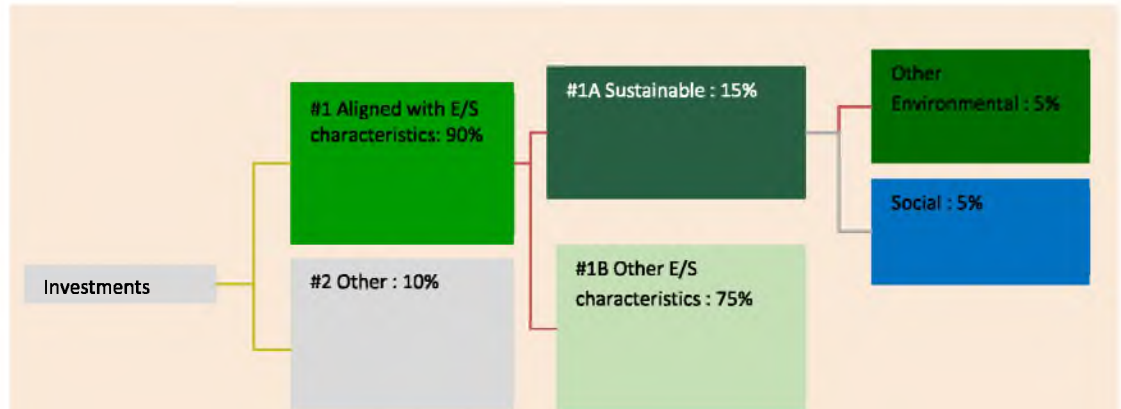 Investments
#1 Aligned with E/S
characteristics: 90%
#2 Other : 10%
#1A Sustainable : 15%
#1B Other E/S
characteristics : 75%
Other
Environmental : 5%
Social : 5%